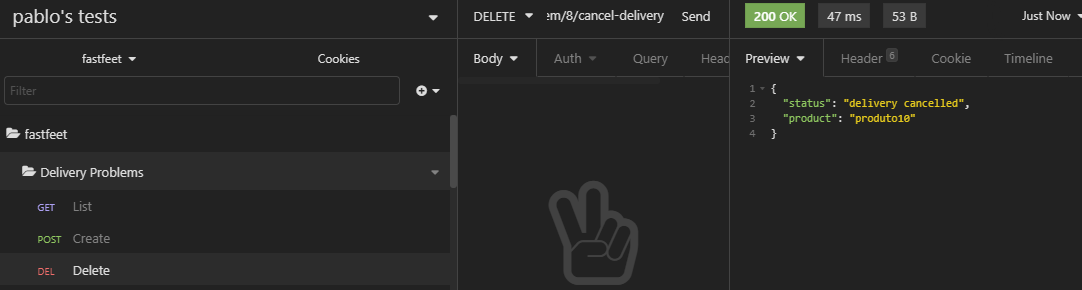 pablo's tests
fastfeet
Cookies
Filter
fastfeet
Delivery Problems
GET List
POST Create
DEL Delete
DELETE em/8/cancel-delivery Send
Body Auth Query Head
200 OK 47 ms 53 B Just Now
Preview Header 6 Cookie Timeline
1 {
2 "status": "delivery cancelled",
3 "product": "produto10"
4 }